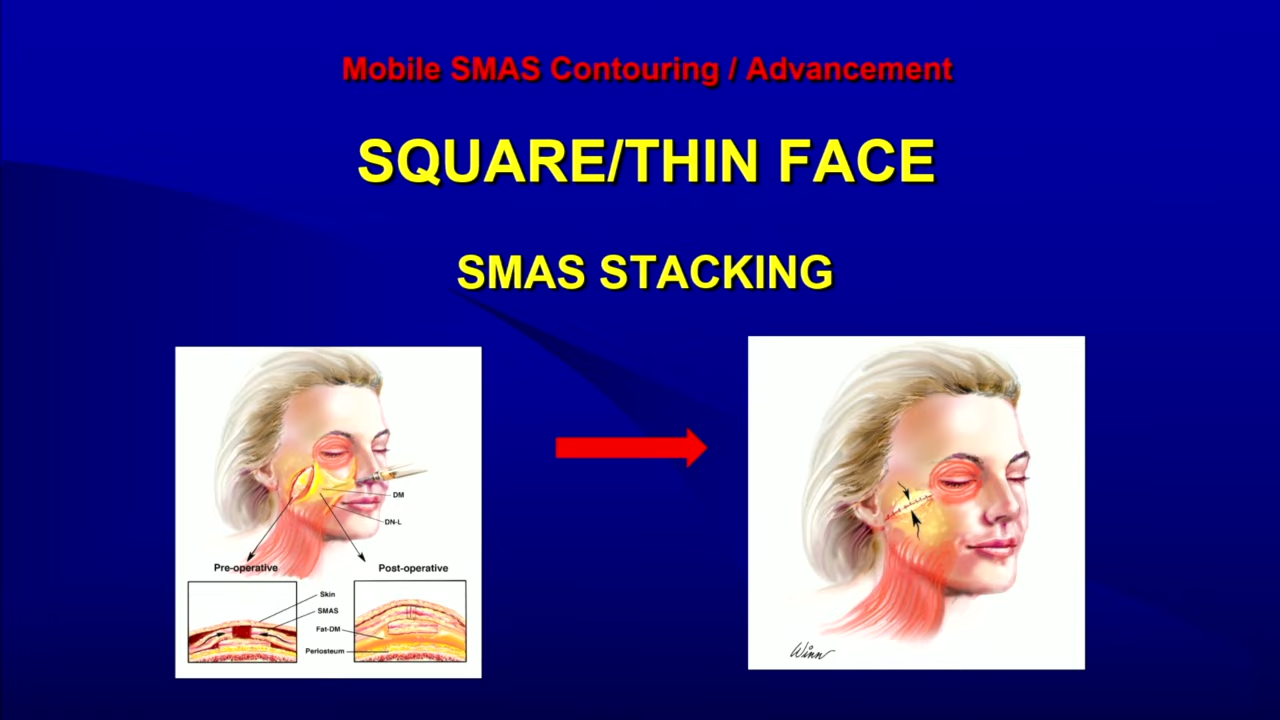 Mobile SMAS Contouring / Advancement
SQUARE/THIN FACE
SMAS STACKING
DM
DN-L
Pre-operative
Post-operative
Skin
SMAS
Fat-DM
Periosteum
Winn